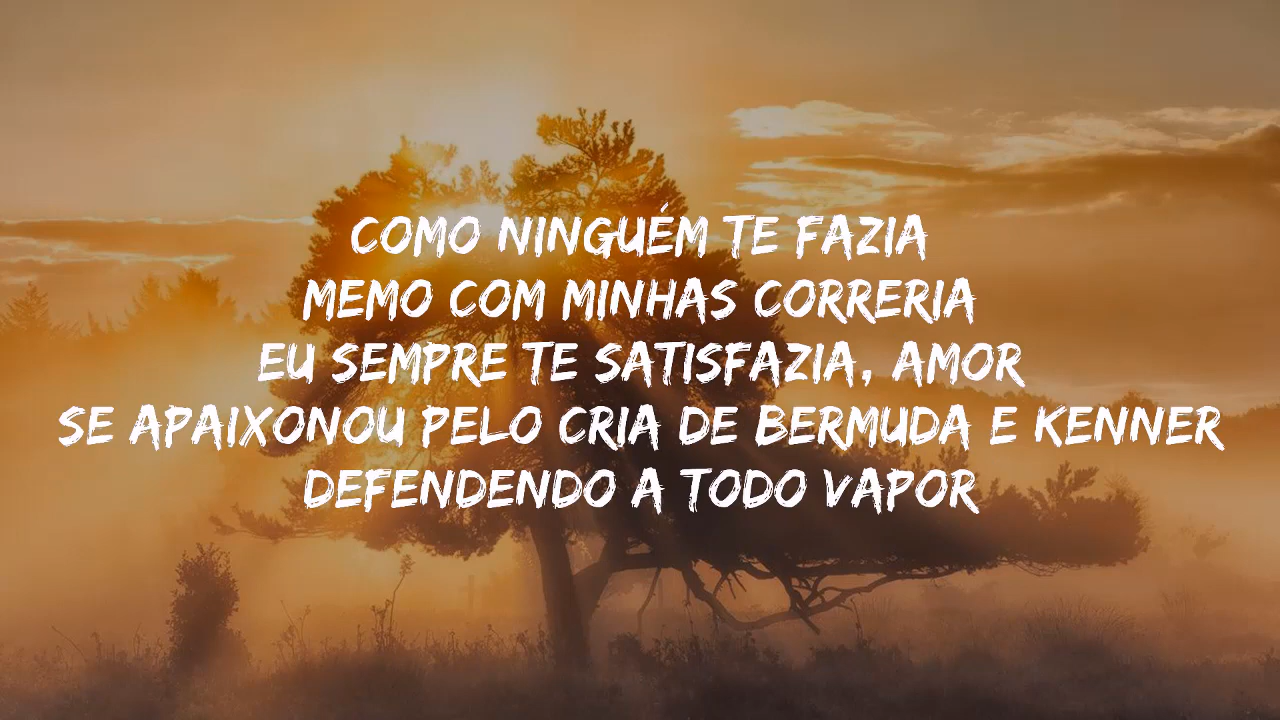 COMO NINGUÉM TE FAZIA
MEMO COM MINHAS CORRERIA
EU SEMPRE TE SATISFAZIA, AMOR
SE APAIXONOU PELO CRIA DE BERMUDA E KENNER
DEFENDENDO A TODO VAPOR